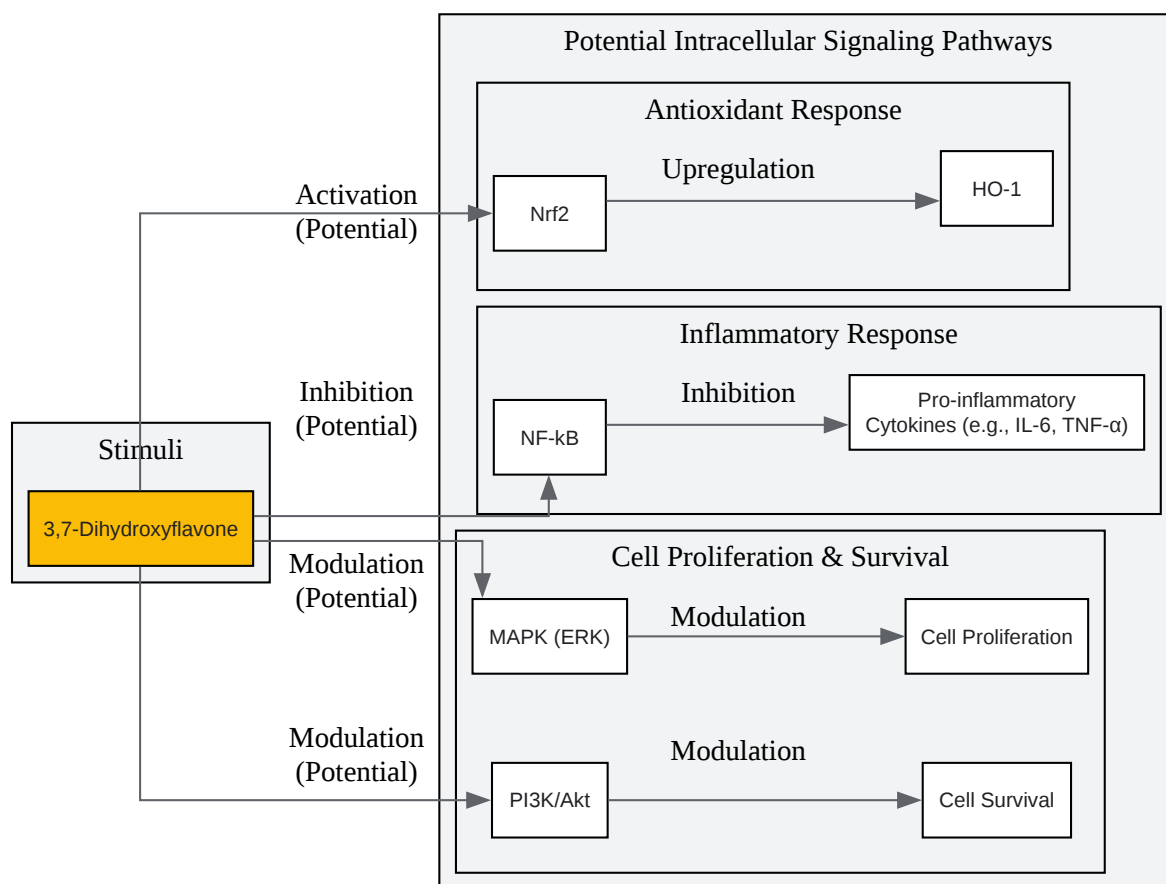 Potential Intracellular Signaling Pathways
Antioxidant Response
Activation
(Potential)
Nrf2
Upregulation
HO-1
Inflammatory Response
Inhibition
(Potential)
NF-kB
Inhibition
Pro-inflammatory
Cytokines (e.g., IL-6, TNF-α)
Stimuli
3,7-Dihydroxyflavone
Cell Proliferation & Survival
Modulation
(Potential)
MAPK (ERK)
Modulation
Cell Proliferation
Modulation
(Potential)
PI3K/Akt
Modulation
Cell Survival